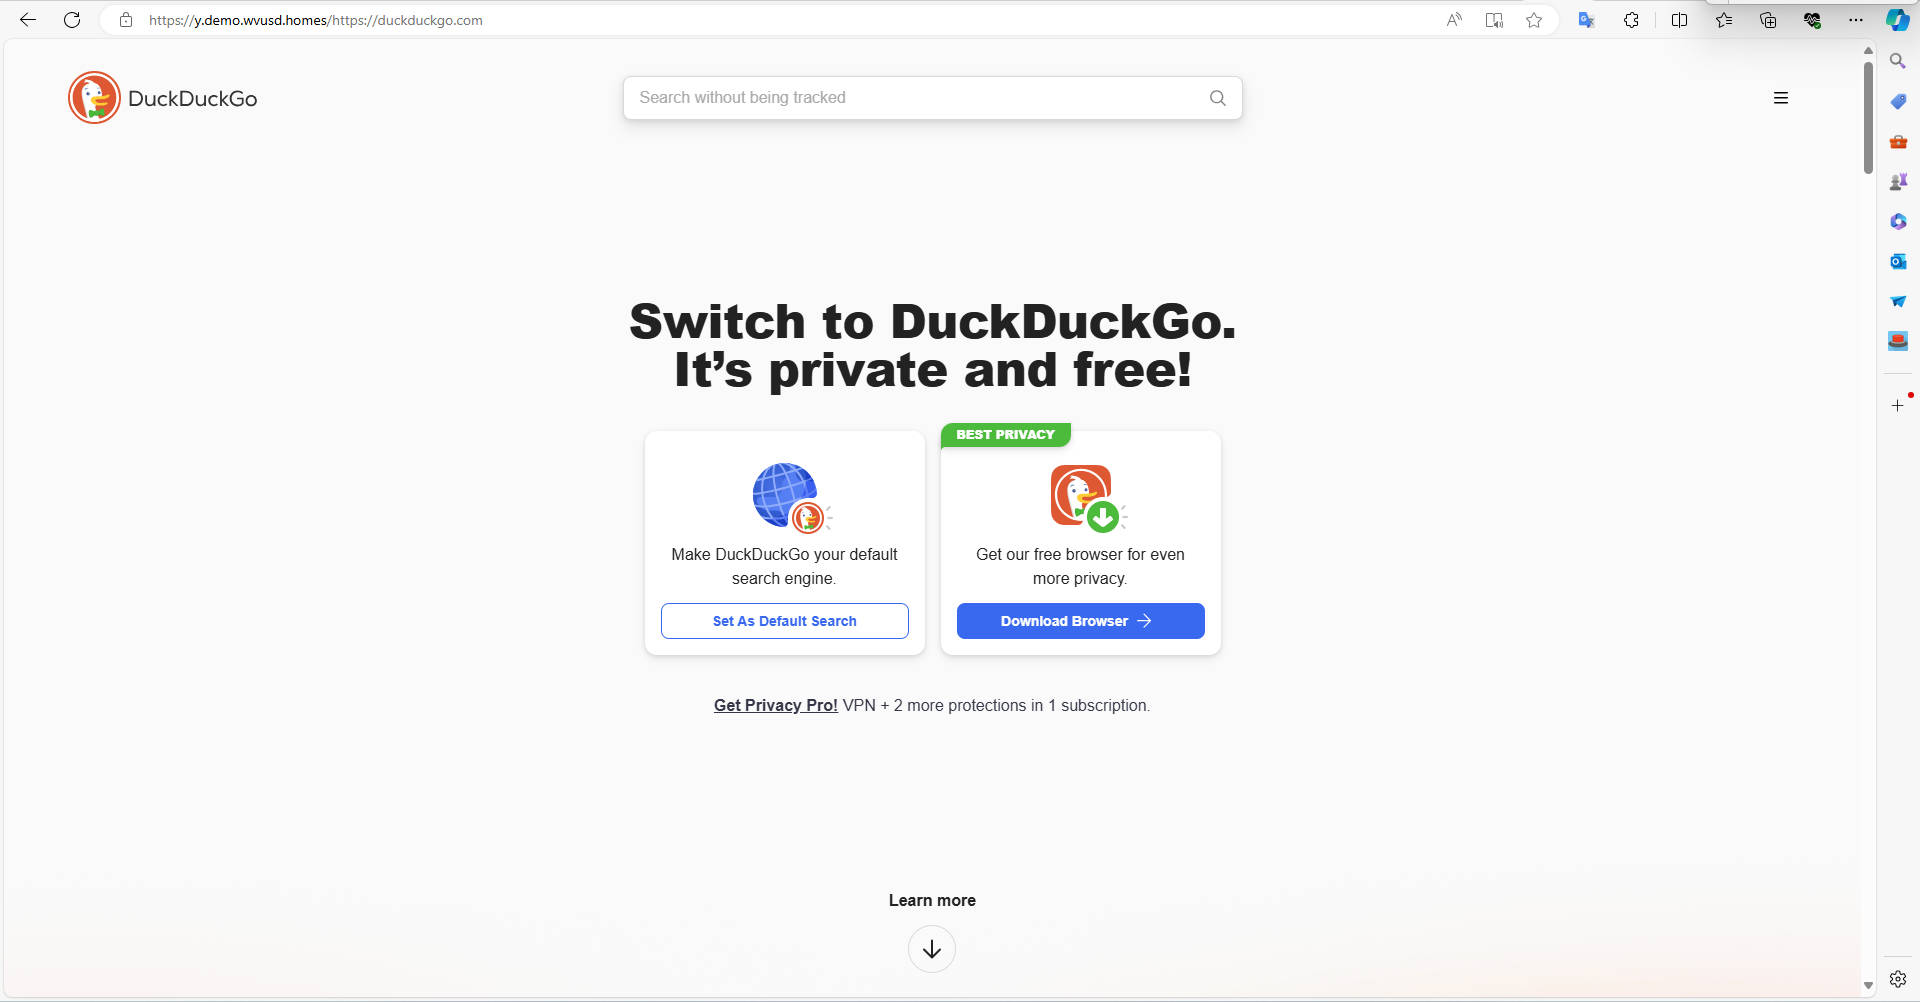 https://y.demo.wvusd.homes/https://duckduckgo.com
DuckDuckGo
Search without being tracked
Switch to DuckDuckGo.
It’s private and free!
BEST PRIVACY
Make DuckDuckGo your default
search engine.
Set As Default Search
Get our free browser for even
more privacy.
Download Browser
Get Privacy Pro! VPN + 2 more protections in 1 subscription.
Learn more